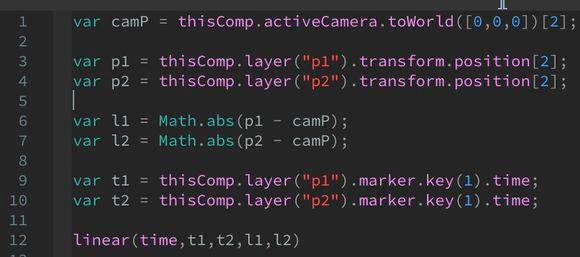 1 var camP = thisComp.activeCamera.toWorld([0,0,0])[2];
2
3 var p1 = thisComp.layer("p1").transform.position[2];
4 var p2 = thisComp.layer("p2").transform.position[2];
5
6 var l1 = Math.abs(p1 - camP);
7 var l2 = Math.abs(p2 - camP);
8
9 var t1 = thisComp.layer("p1").marker.key(1).time;
10 var t2 = thisComp.layer("p2").marker.key(1).time;
11
12 linear(time,t1,t2,l1,l2)